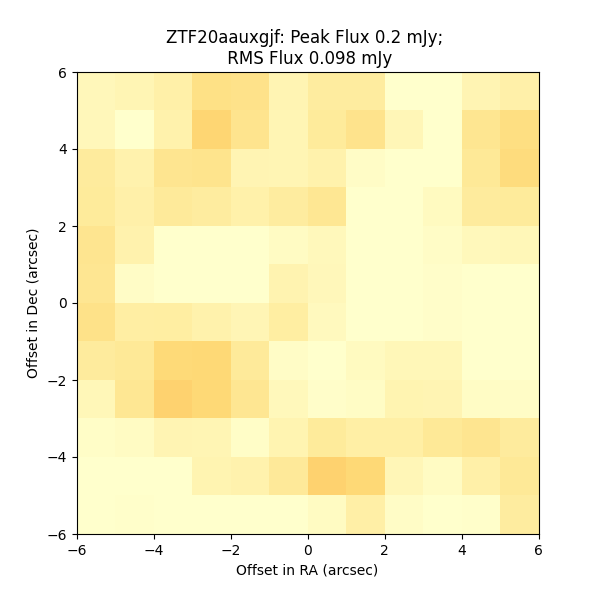 ZTF20aauxgjf: Peak Flux 0.2 mJy;
RMS Flux 0.098 mJy
6
4
2
0
−2
−4
−6
Offset in Dec (arcsec)
−6 −4 −2 0 2 4 6
Offset in RA (arcsec)